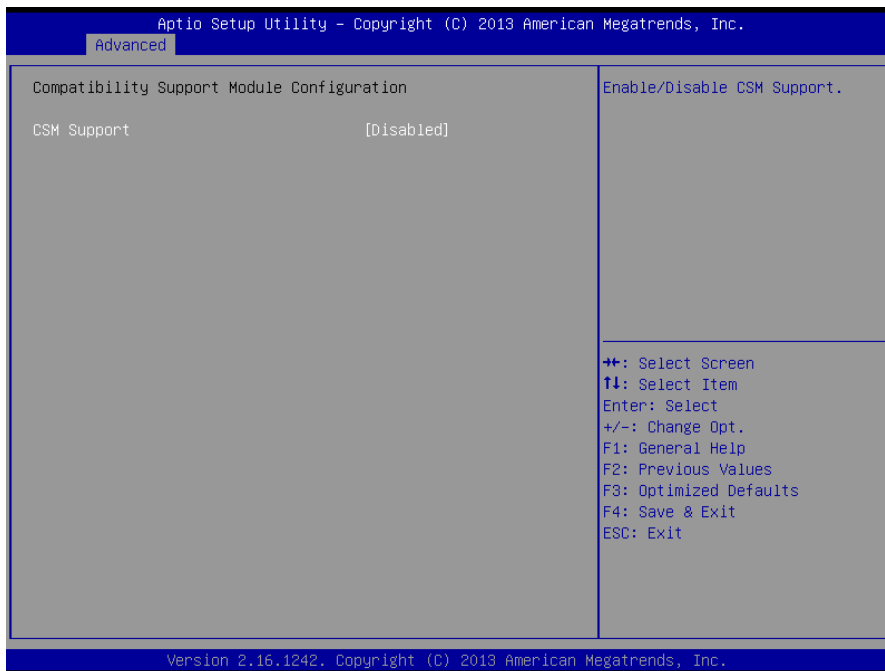 Aptio Setup Utility – Copyright (C) 2013 American Megatrends, Inc.
Advanced
Compatibility Support Module Configuration
CSM Support [Disabled]
Enable/Disable CSM Support.
→←: Select Screen
↑↓: Select Item
Enter: Select
+/-: Change Opt.
F1: General Help
F2: Previous Values
F3: Optimized Defaults
F4: Save & Exit
ESC: Exit
Version 2.16.1242. Copyright (C) 2013 American Megatrends, Inc.